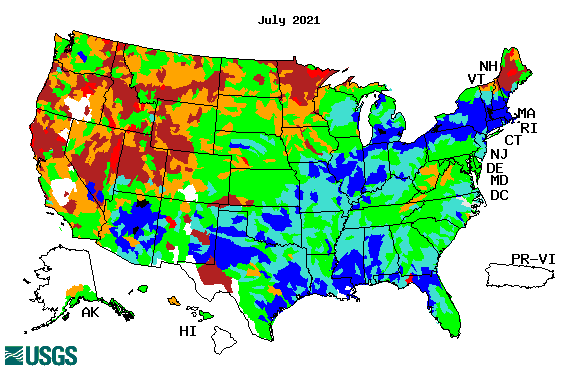 July 2021
NH
VT
MA
RI
CT
NJ
DE
MD
DC
PR-VI
AK
HI
USGS